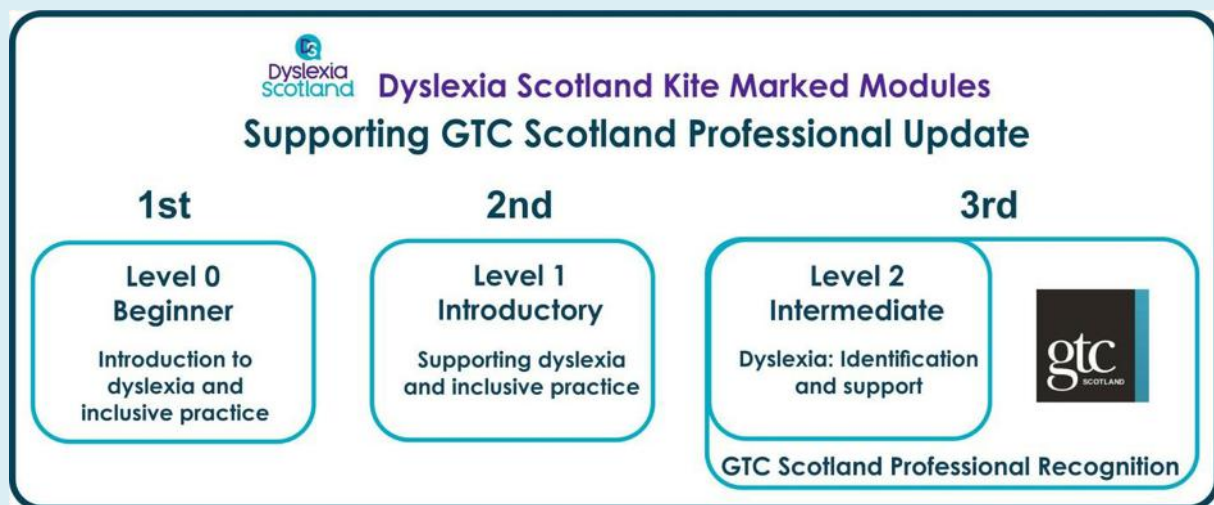 DS
Dyslexia
scotland
Dyslexia Scotland Kite Marked Modules
Supporting GTC Scotland Professional Update
1st
Level 0
Beginner
Introduction to
dyslexia and
inclusive practice
2nd
Level 1
Introductory
Supporting dyslexia
and inclusive practice
3rd
Level 2
Intermediate
Dyslexia: Identification
and support
gtc
SCOTLAND
GTC Scotland Professional Recognition